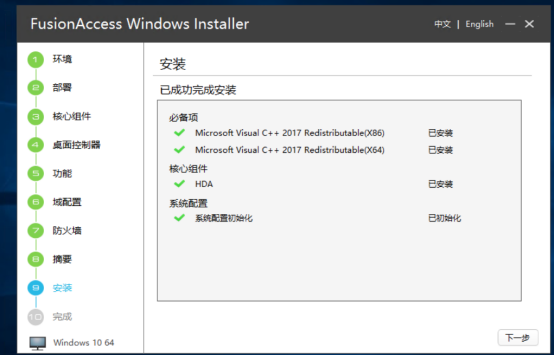 FusionAccess Windows Installer
中文 | English
1 环境
2 部署
3 核心组件
4 桌面控制器
5 功能
6 域配置
7 防火墙
8 摘要
9 安装
10 完成
Windows 10 64
安装
已成功完成安装
必备项
Microsoft Visual C++ 2017 Redistributable(X86) 已安装
Microsoft Visual C++ 2017 Redistributable(X64) 已安装
核心组件
HDA 已安装
系统配置
系统配置初始化 已初始化
下一步